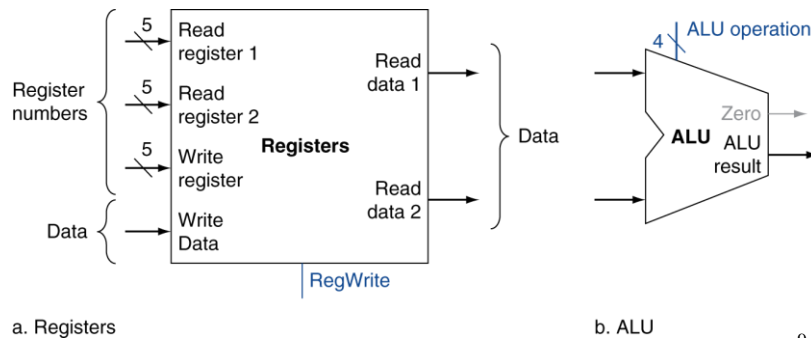 Register
numbers
5
Read
register 1
5
Read
register 2
5
Write
register
Data
Write
Data
Registers
Read
data 1
Read
data 2
RegWrite
Data
4
ALU operation
Zero
ALU
ALU
result
a. Registers
b. ALU